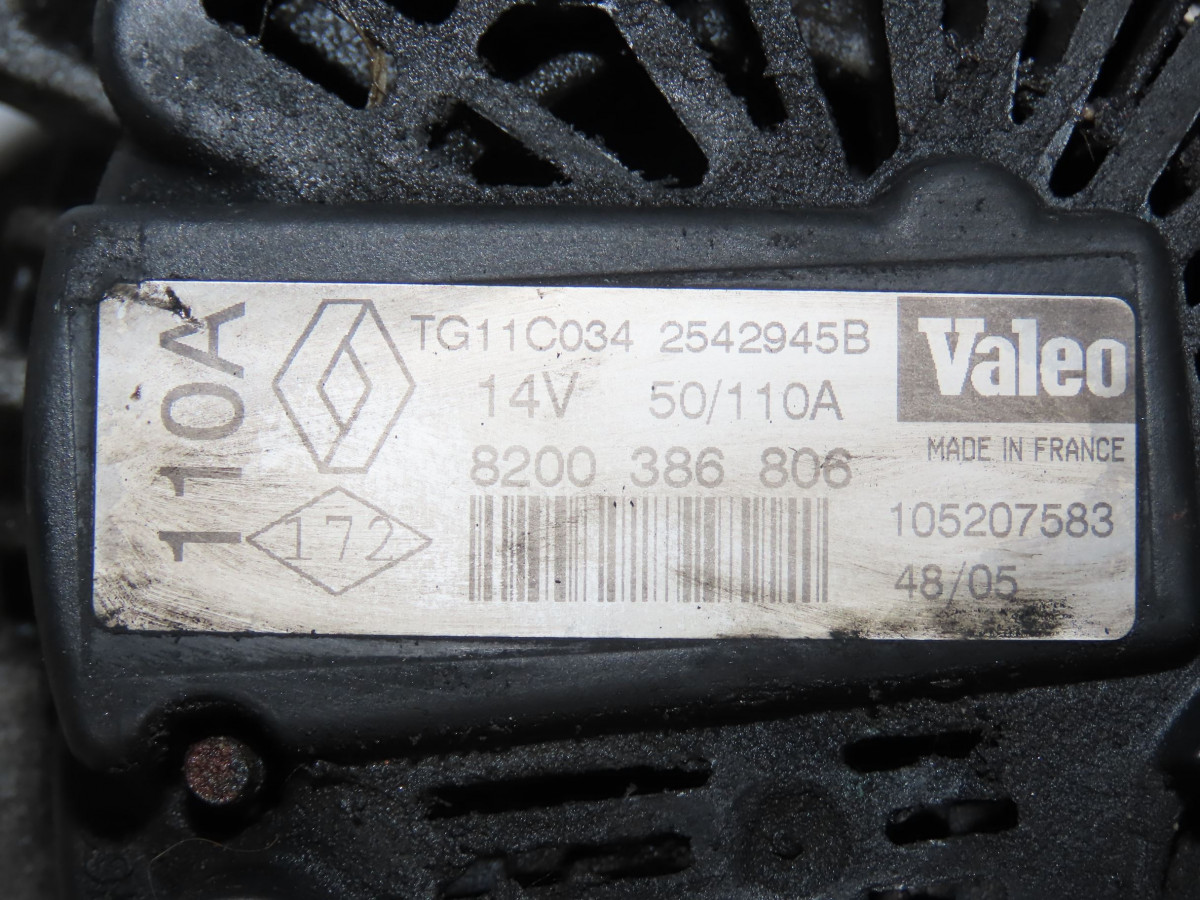 110A
TG11C034 2542945B
Valeo
14V 50/110A
MADE IN FRANCE
8200 386 806
172
105207583
48/05